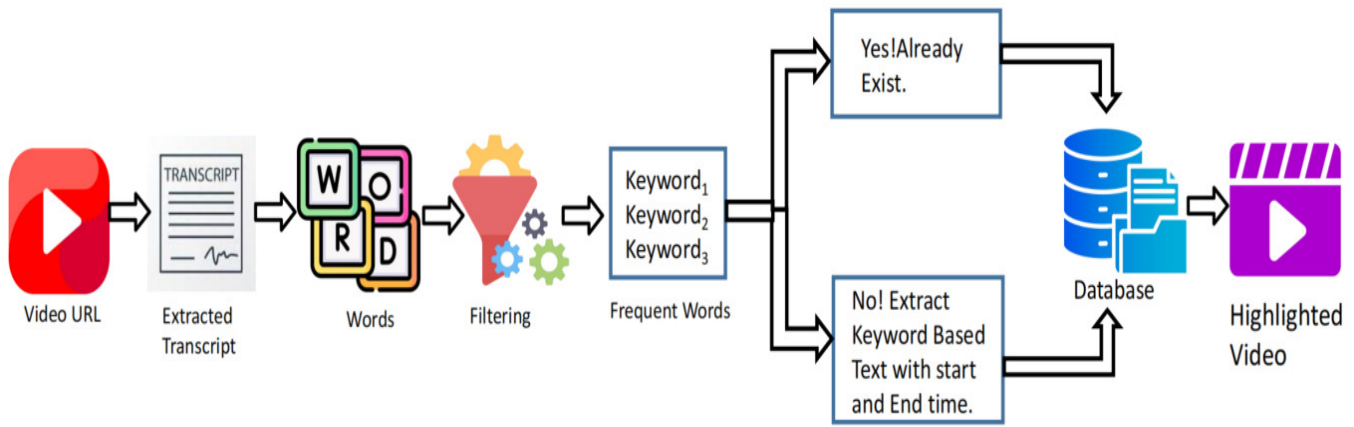 Video URL
TRANSCRIPT
Extracted
Transcript
W
O
R
D
Words
Filtering
Keyword1
Keyword2
Keyword3
Frequent Words
Yes!Already
Exist.
No! Extract
Keyword Based
Text with start
and End time.
Database
Highlighted
Video